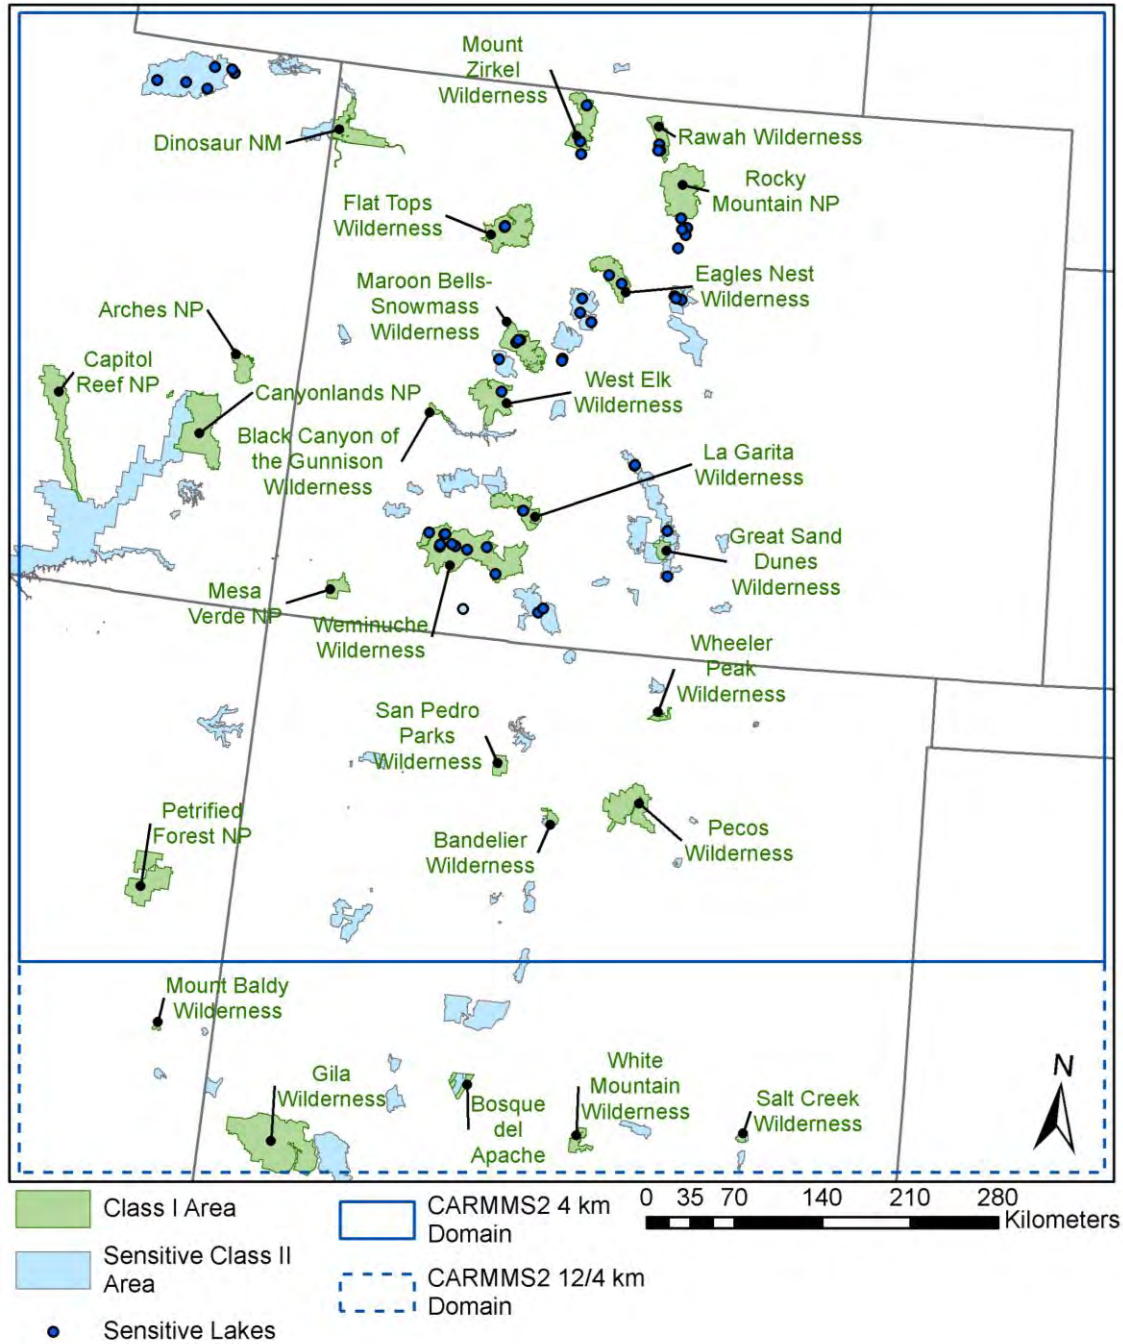 Mount
Zirkel
Wilderness
Dinosaur NM
Rawah Wilderness
Rocky
Mountain NP
Flat Tops
Wilderness
Maroon Bells-
Snowmass
Wilderness
Eagles Nest
Wilderness
Arches NP
Capitol
Reef NP
Canyonlands NP
West Elk
Wilderness
Black Canyon of
the Gunnison
Wilderness
La Garita
Wilderness
Great Sand
Dunes
Wilderness
Mesa
Verde NP
Weminuche
Wilderness
Wheeler
Peak
Wilderness
San Pedro
Parks
Wilderness
Petrified
Forest NP
Bandelier
Wilderness
Pecos
Wilderness
Mount Baldy
Wilderness
Gila
Wilderness
Bosque
del
Apache
White
Mountain
Wilderness
Salt Creek
Wilderness
N
Class I Area
Sensitive Class II
Area
Sensitive Lakes
CARMMS2 4 km
Domain
CARMMS2 12/4 km
Domain
0 35 70 140 210 280
Kilometers